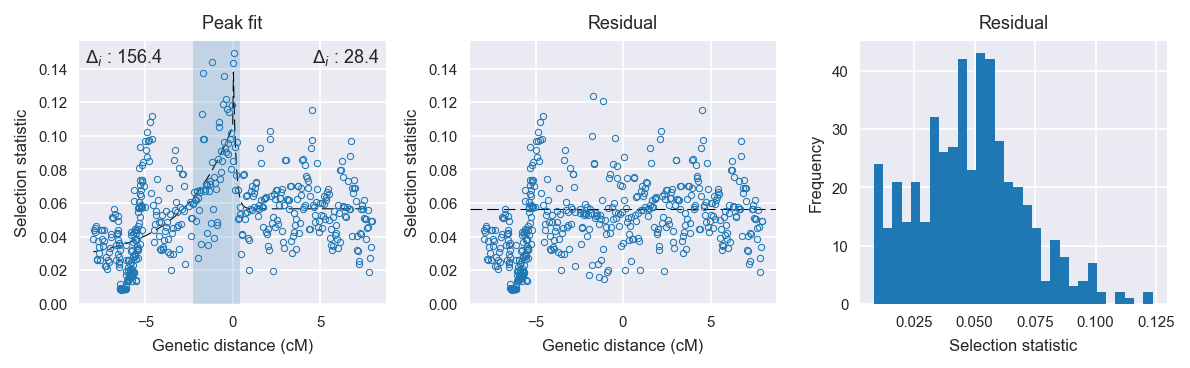 Peak fit
Δi : 156.4
Δi : 28.4
0.14
0.12
0.10
0.08
0.06
0.04
0.02
0.00
−5
0
5
Selection statistic
Genetic distance (cM)
Residual
0.14
0.12
0.10
0.08
0.06
0.04
0.02
0.00
−5
0
5
Selection statistic
Genetic distance (cM)
Residual
40
30
20
10
0
0.025
0.050
0.075
0.100
0.125
Frequency
Selection statistic